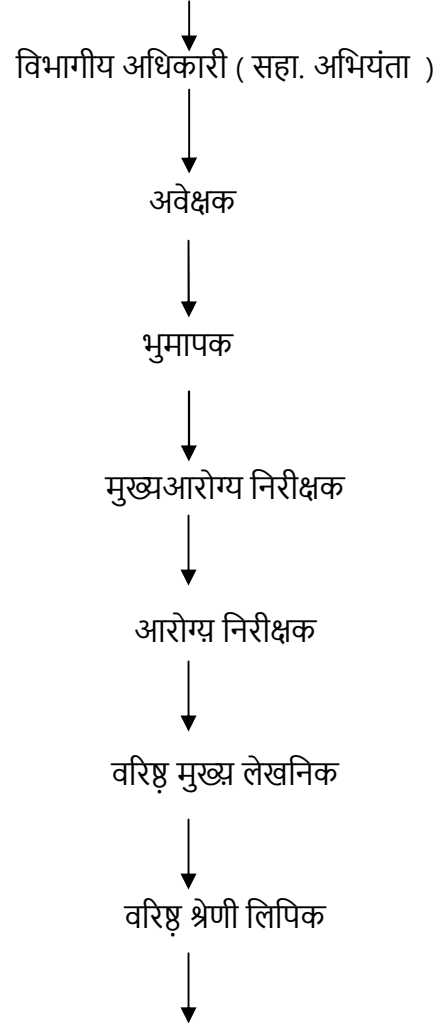 विभागीय अधिकारी ( सहा. अभियंता )
अवेक्षक
भुमापक
मुख्यआरोग्य निरीक्षक
आरोग्य़ निरीक्षक
वरिष्ठ़ मुख्य़ लेखनिक
वरिष्ठ़ श्रेणी लिपिक